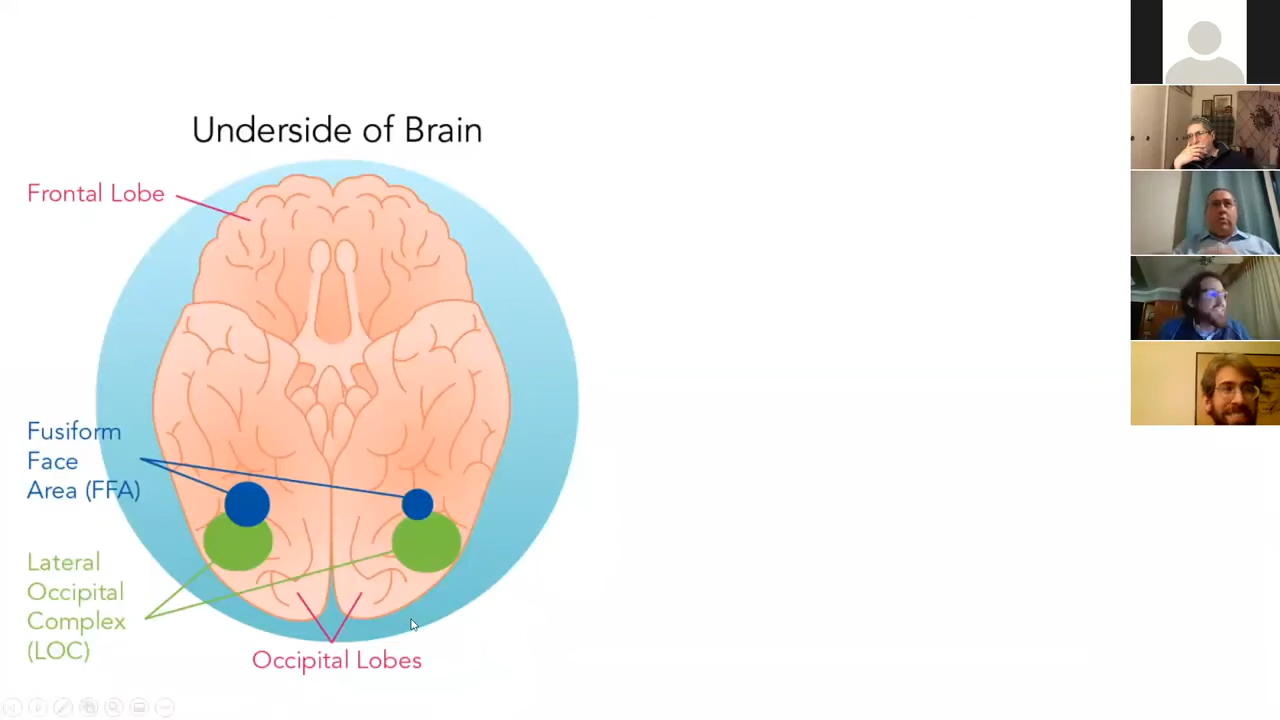 Underside of Brain
Frontal Lobe
Fusiform
Face
Area (FFA)
Lateral
Occipital
Complex
(LOC)
Occipital Lobes